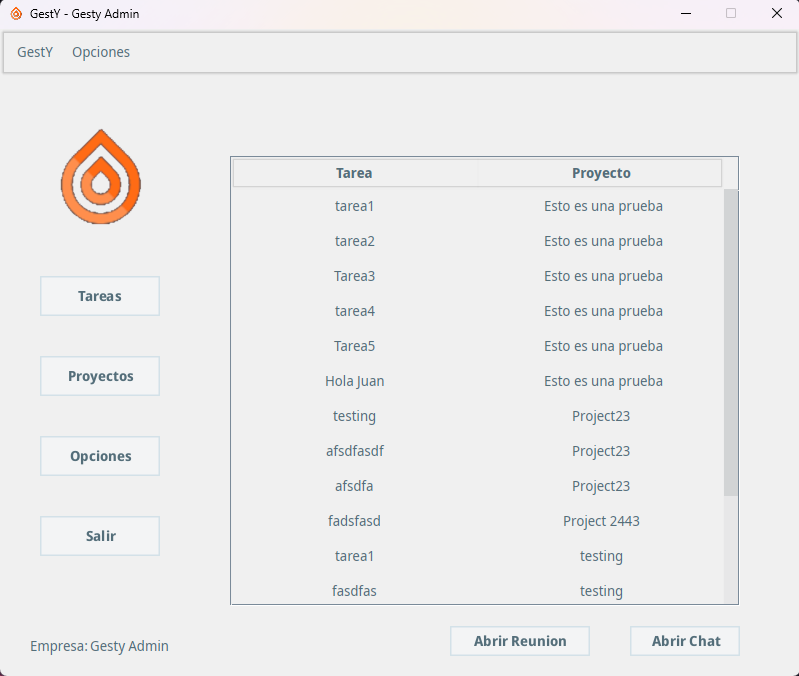 GestY - Gesty Admin
GestY Opciones
Tarea Proyecto
tarea1 Esto es una prueba
tarea2 Esto es una prueba
Tarea3 Esto es una prueba
tarea4 Esto es una prueba
Tarea5 Esto es una prueba
Hola Juan Esto es una prueba
testing Project23
afsdfasdf Project23
afsdfa Project23
fadsfasd Project 2443
tarea1 testing
fasdfas testing
Tareas
Proyectos
Opciones
Salir
Empresa: Gesty Admin
Abrir Reunion
Abrir Chat